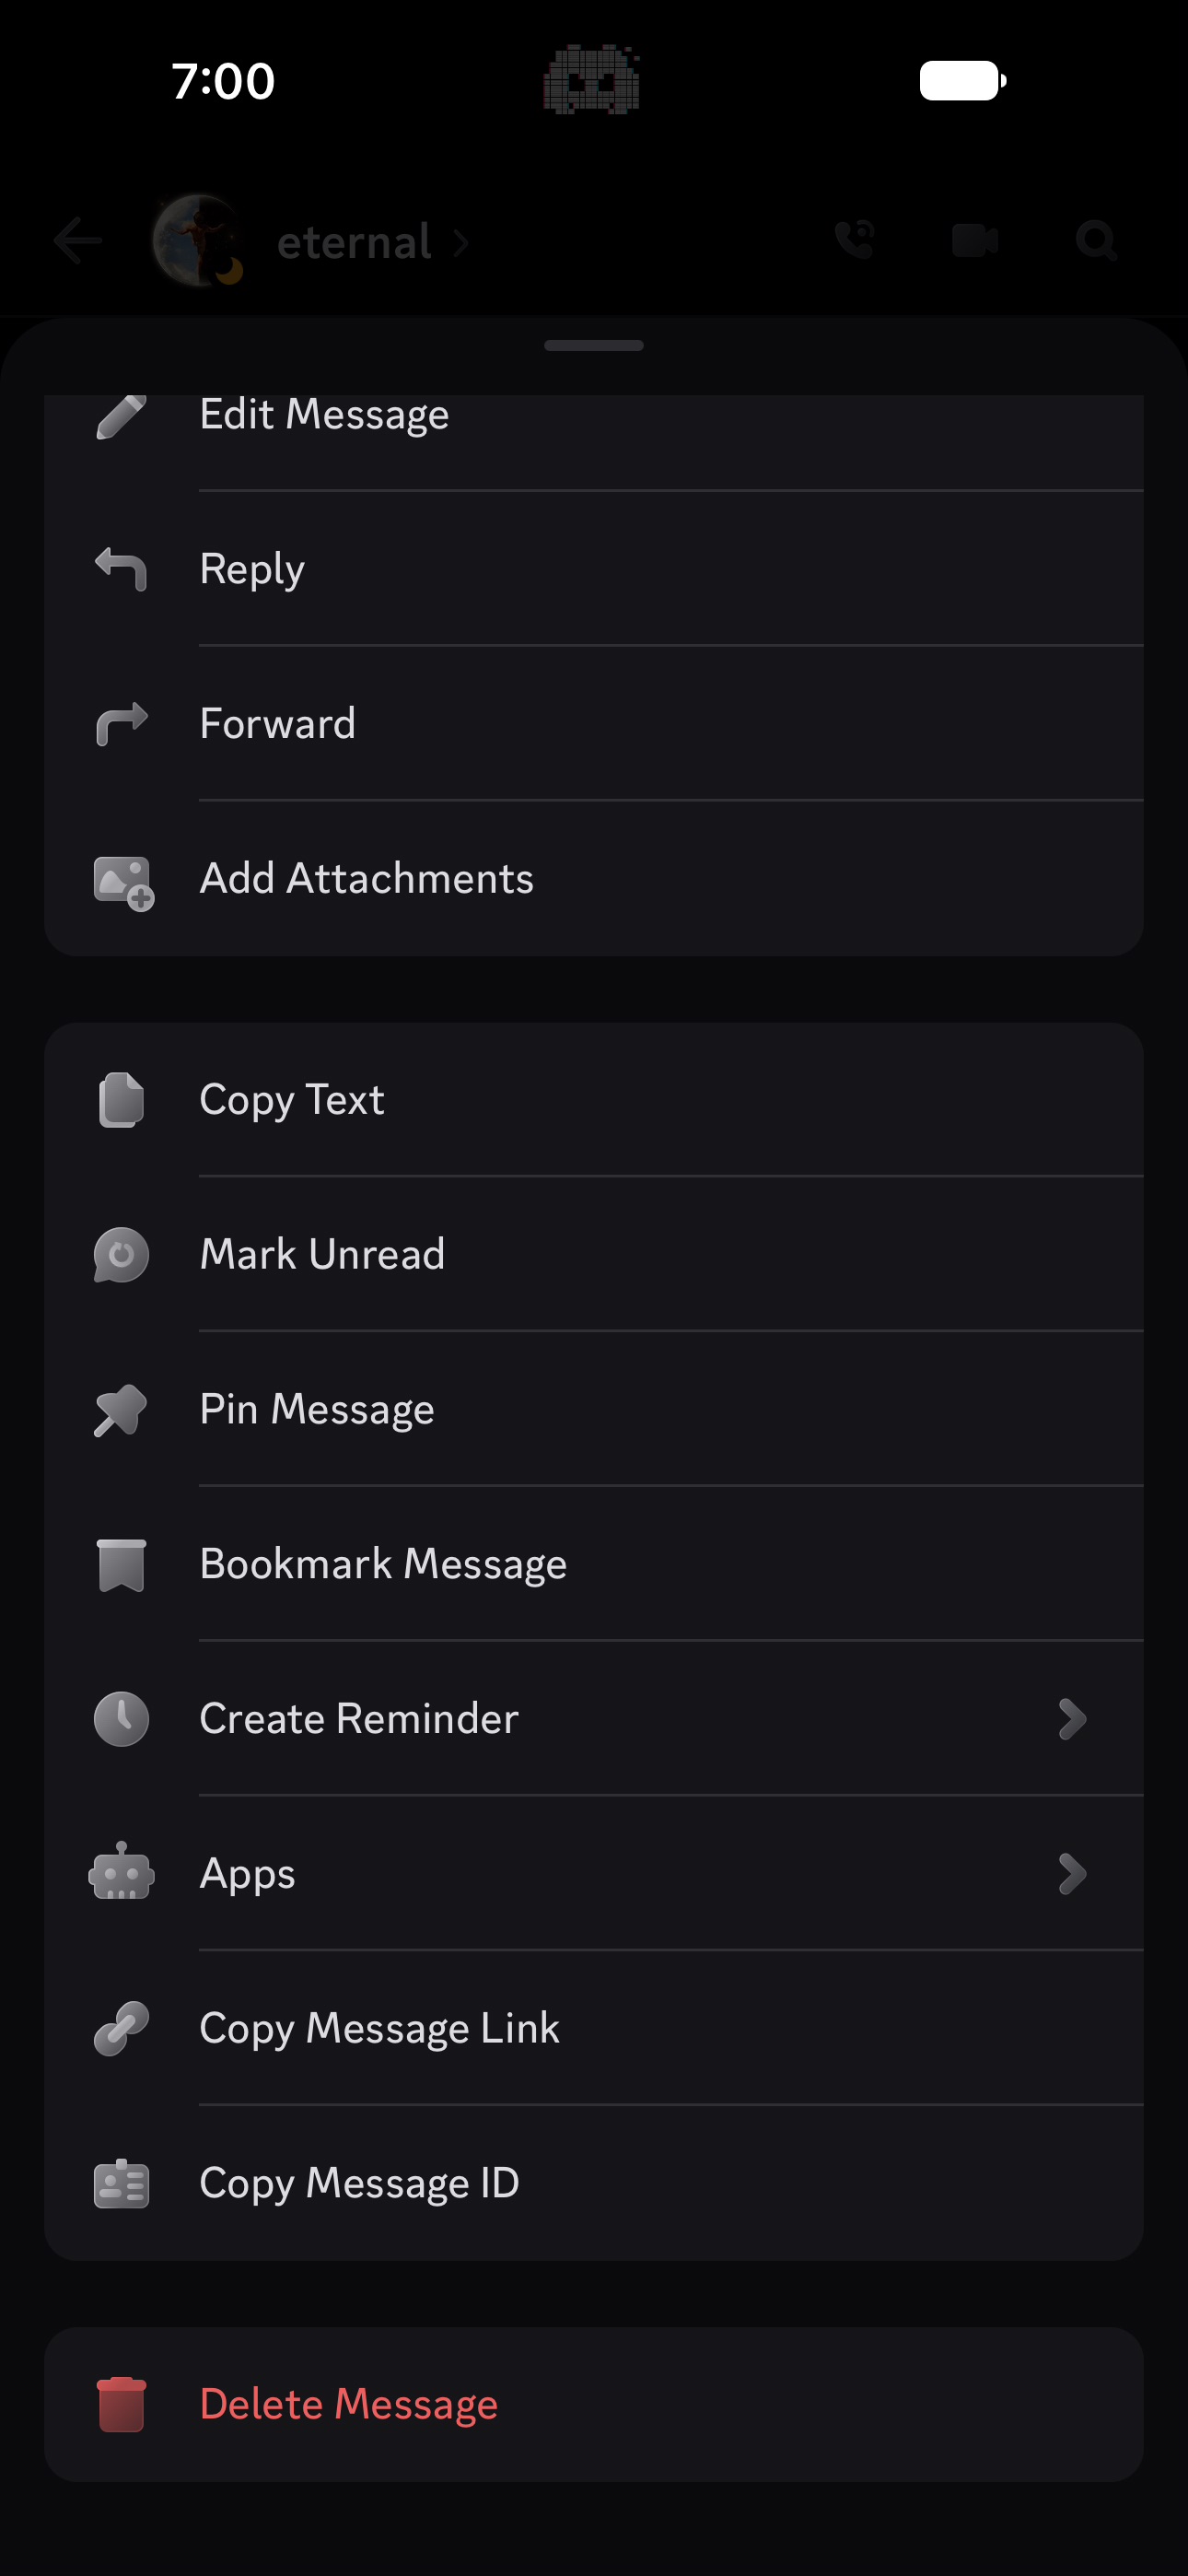 7:00
eternal
Edit Message
Reply
Forward
Add Attachments
Copy Text
Mark Unread
Pin Message
Bookmark Message
Create Reminder
Apps
Copy Message Link
Copy Message ID
Delete Message